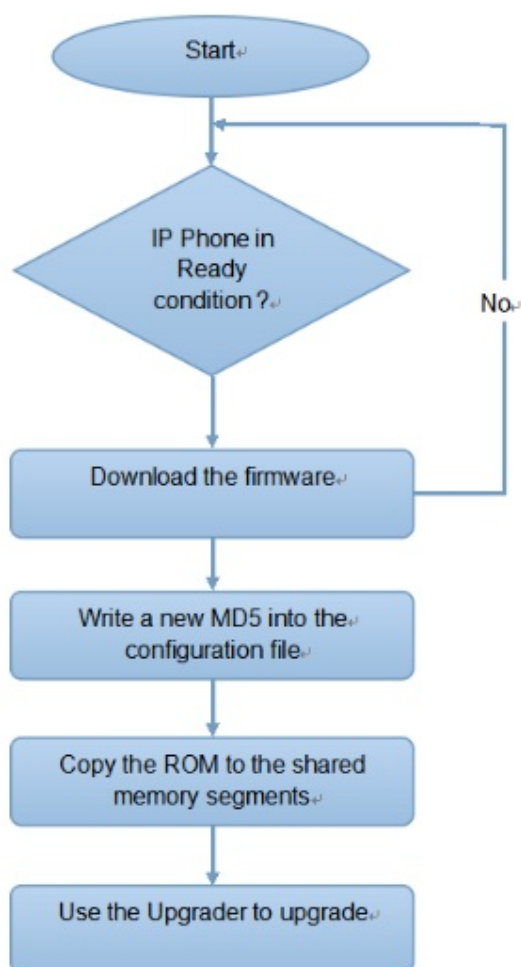 Start
IP Phone in
Ready
condition ?
No
Download the firmware
Write a new MD5 into the
configuration file
Copy the ROM to the shared
memory segments
Use the Upgrader to upgrade